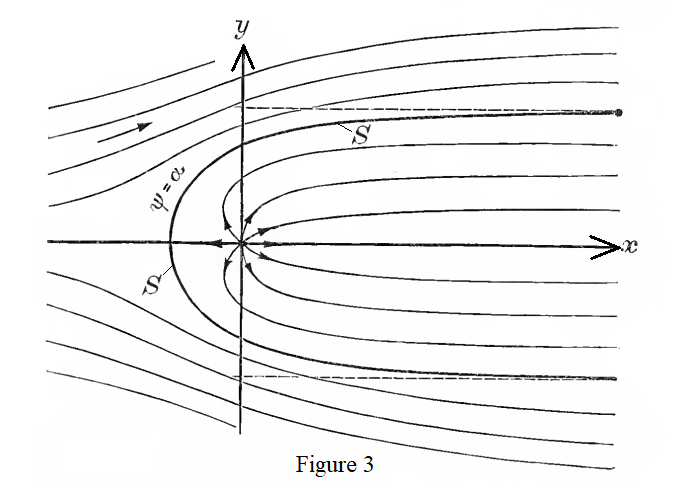 y
S
ψ = α
x
S
Figure 3